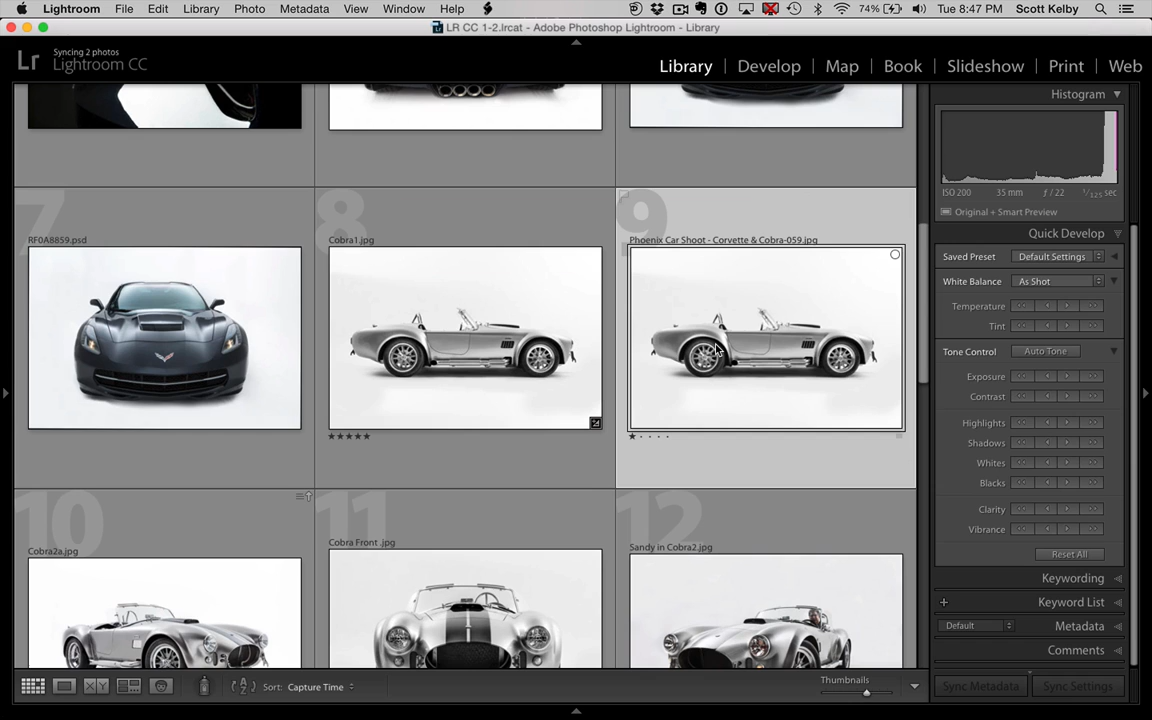 Lightroom File Edit Library Photo Metadata View Window Help 74% Tue 8:47 PM Scott Kelby
LR CC 1-2.lrcat - Adobe Photoshop Lightroom - Library
Lr Syncing 2 photos
Lightroom CC
Library | Develop | Map | Book | Slideshow | Print | Web
Histogram
ISO 200 35 mm ƒ / 22 1/125 sec
Original + Smart Preview
Quick Develop
Saved Preset Default Settings
White Balance As Shot
Temperature
Tint
Tone Control Auto Tone
Exposure
Contrast
Highlights
Shadows
Whites
Blacks
Clarity
Vibrance
Reset All
Keywording
+ Keyword List
Default Metadata
Comments
Sync Metadata Sync Settings
7 8 9
RF0A8859.psd Cobra1.jpg Phoenix Car Shoot - Corvette & Cobra-059.jpg
10 11 12
Cobra2a.jpg Cobra Front .jpg Sandy in Cobra2.jpg
XY Sort: Capture Time Thumbnails